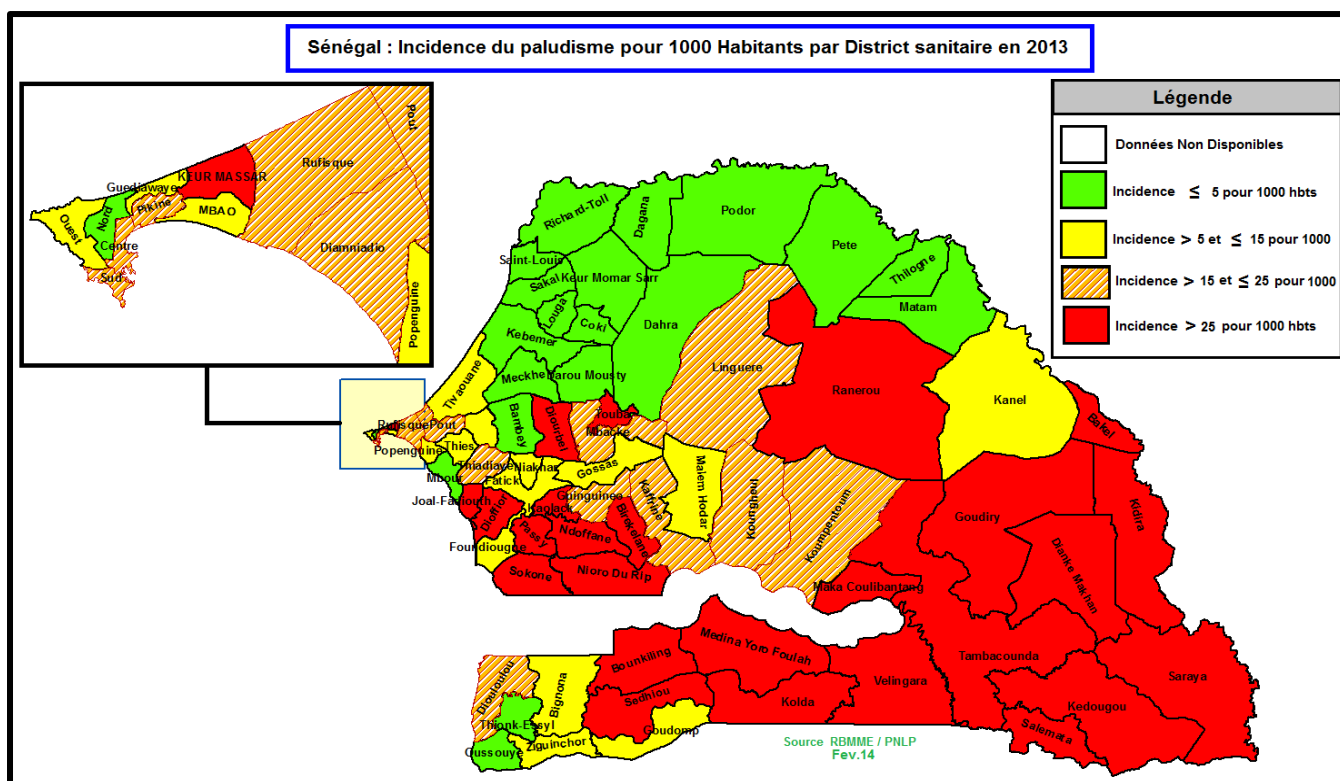 Sénégal : Incidence du paludisme pour 1000 Habitants par District sanitaire en 2013
Légende
Données Non Disponibles
Incidence ≤ 5 pour 1000 hbts
Incidence > 5 et ≤ 15 pour 1000
Incidence > 15 et ≤ 25 pour 1000
Incidence > 25 pour 1000 hbts
Pout
Rufisque
KEUR MASSAR
Guediawaye
Pikine
MBAO
Nord
Ouest
Centre
Sud
Diamniadio
Popenguine
Richard-Toll
Dagana
Podor
Pete
Thilogne
Matam
Saint-Louis
Sakal
Keur Momar Sarr
Louga
Coki
Dahra
Kebemer
Meckhe
Darou Mousty
Linguere
Ranerou
Kanel
Bakal
Tivaouane
Bambey
Diourbel
Touba
Mbacke
Rufisque
Pout
Popenguine
Thies
Thiadiaye
Niakhar
Gossas
Mbour
Fatick
Malem Hodar
Joal-Fadiouth
Dioffior
Guinguineo
Kaffrine
Koungheul
Koumpentoum
Goudiry
Kidira
Kaolack
Birekelane
Passy
Ndoffane
Foundiougne
Sokone
Nioro Du Rip
Maka Coulibantang
Dianke Makhan
Medina Yoro Foulah
Bounkiling
Tambacounda
Saraya
Velingara
Kolda
Sedhiou
Kedougou
Salemata
Diouloulou
Bignona
Thionk-Essyl
Oussouye
Ziguinchor
Goudomp
Source RBMME / PNLP
Fev.14